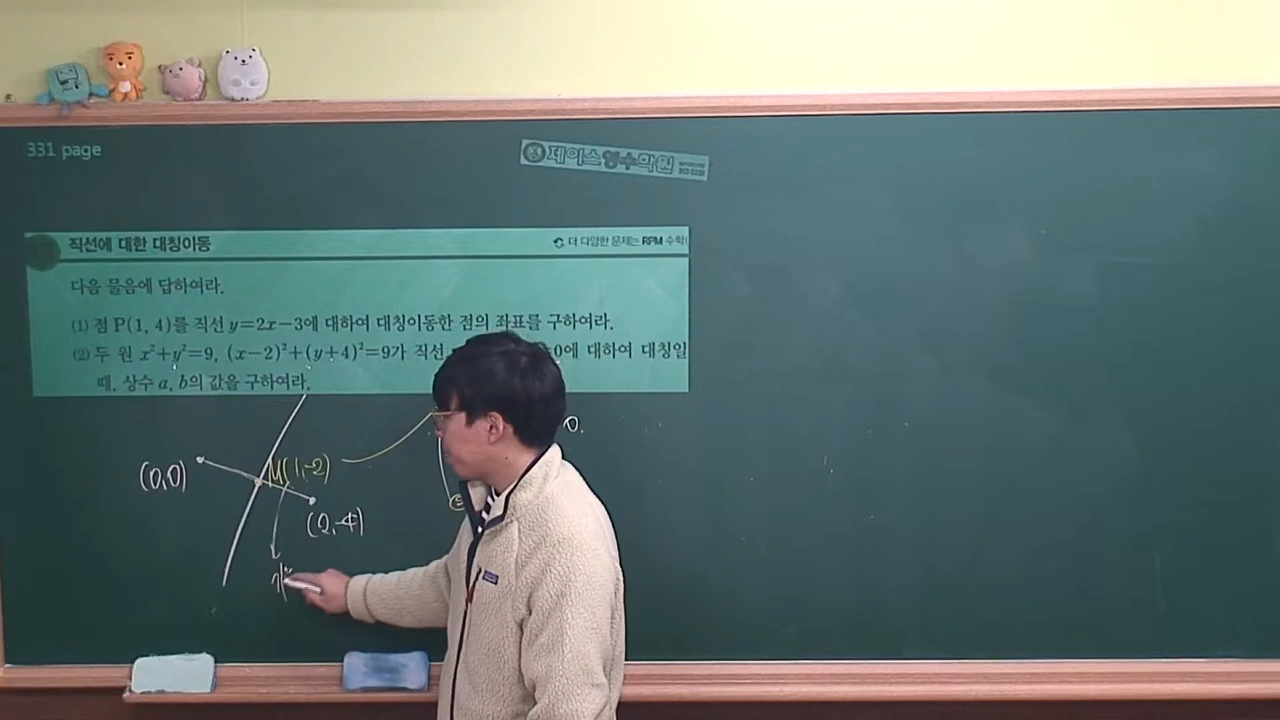 331 page
제이스영수학원
직선에 대한 대칭이동
더 다양한 문제는 RPM 수학(
다음 물음에 답하여라.
(1) 점 P(1, 4)를 직선 y=2x-3에 대하여 대칭이동한 점의 좌표를 구하여라.
(2) 두 원 x²+y²=9, (x-2)²+(y+4)²=9가 직선 =0에 대하여 대칭일
때, 상수 a, b의 값을 구하여라.
0.
(0,0)
M(1,-2)
(2,-4)